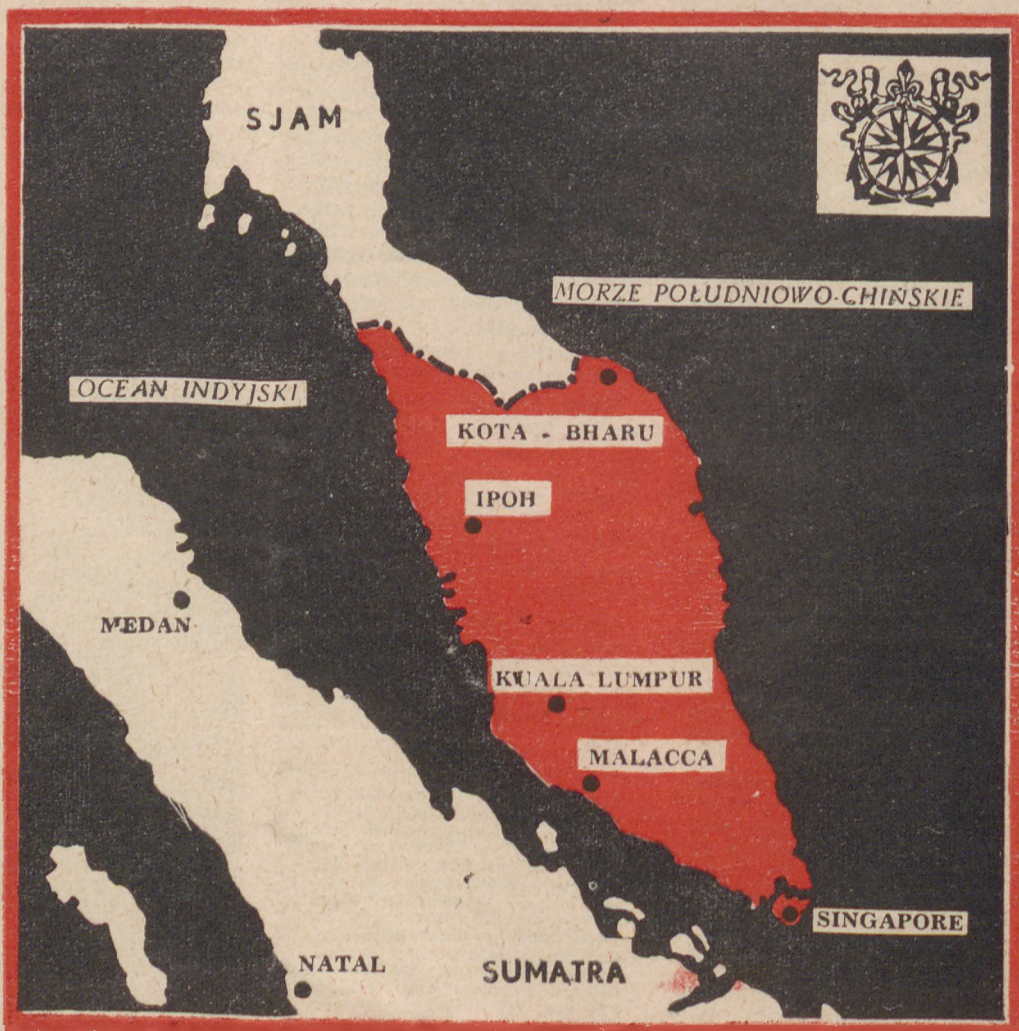 SJAM
MORZE POŁUDNIOWO-CHIŃSKIE
OCEAN INDYJSKI
KOTA - BHARU
IPOH
MEDAN
KUALA LUMPUR
MALACCA
SINGAPORE
NATAL
SUMATRA